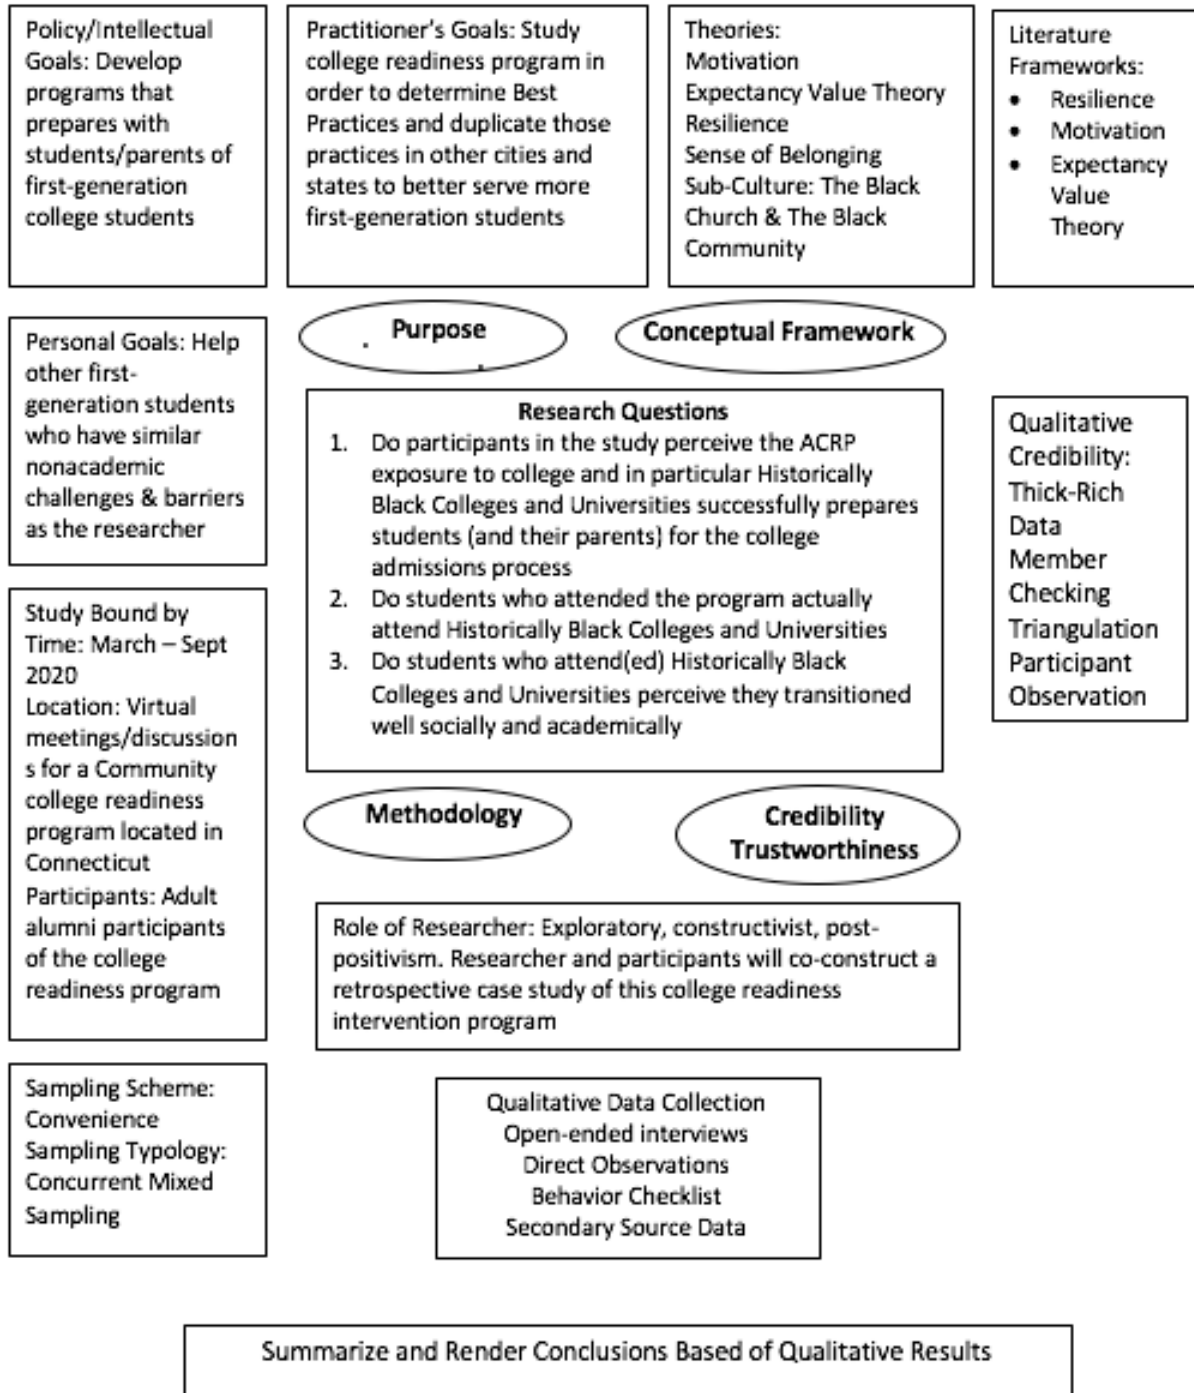 Policy/Intellectual
Goals: Develop
programs that
prepares with
students/parents of
first-generation
college students
Practitioner's Goals: Study
college readiness program in
order to determine Best
Practices and duplicate those
practices in other cities and
states to better serve more
first-generation students
Theories:
Motivation
Expectancy Value Theory
Resilience
Sense of Belonging
Sub-Culture: The Black
Church & The Black
Community
Literature
Frameworks:
• Resilience
• Motivation
• Expectancy
Value
Theory
Purpose
Conceptual Framework
Personal Goals: Help
other first-
generation students
who have similar
nonacademic
challenges & barriers
as the researcher
Research Questions
1. Do participants in the study perceive the ACRP
exposure to college and in particular Historically
Black Colleges and Universities successfully prepares
students (and their parents) for the college
admissions process
2. Do students who attended the program actually
attend Historically Black Colleges and Universities
3. Do students who attend(ed) Historically Black
Colleges and Universities perceive they transitioned
well socially and academically
Qualitative
Credibility:
Thick-Rich
Data
Member
Checking
Triangulation
Participant
Observation
Study Bound by
Time: March – Sept
2020
Location: Virtual
meetings/discussion
s for a Community
college readiness
program located in
Connecticut
Participants: Adult
alumni participants
of the college
readiness program
Methodology
Credibility
Trustworthiness
Role of Researcher: Exploratory, constructivist, post-
positivism. Researcher and participants will co-construct a
retrospective case study of this college readiness
intervention program
Sampling Scheme:
Convenience
Sampling Typology:
Concurrent Mixed
Sampling
Qualitative Data Collection
Open-ended interviews
Direct Observations
Behavior Checklist
Secondary Source Data
Summarize and Render Conclusions Based of Qualitative Results